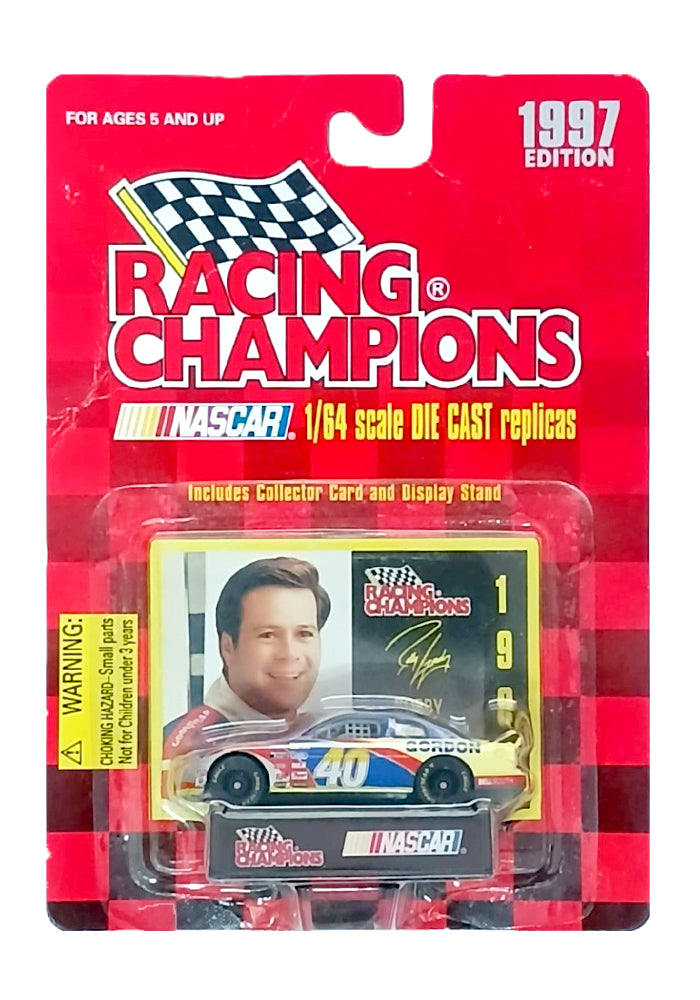 FOR AGES 5 AND UP
1997
EDITION
RACING ®
CHAMPIONS
NASCAR. 1/64 scale DIE CAST replicas
Includes Collector Card and Display Stand
WARNING:
CHOKING HAZARD-Small parts
Not for Children under 3 years
RACING
CHAMPIONS
1
9
GOODYEAR
GORDON
40
RACING
CHAMPIONS
NASCAR